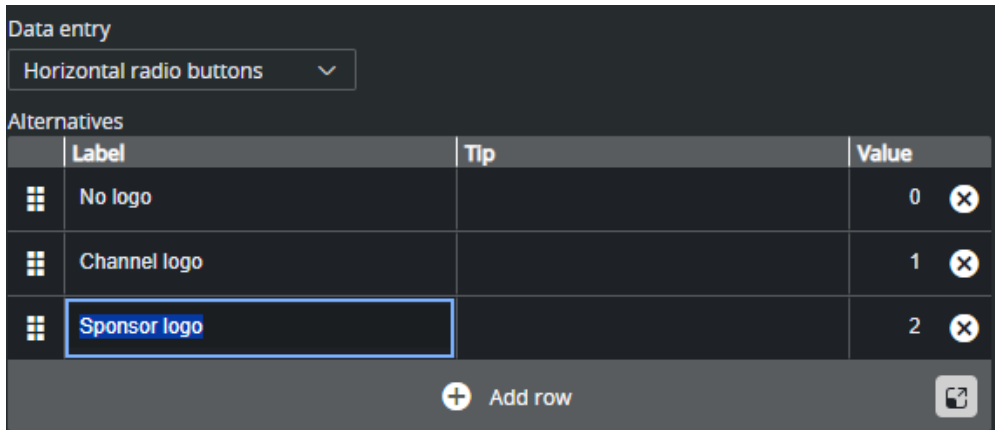 Data entry
Horizontal radio buttons
Alternatives
Label Tip Value
No logo 0
Channel logo 1
Sponsor logo 2
Add row